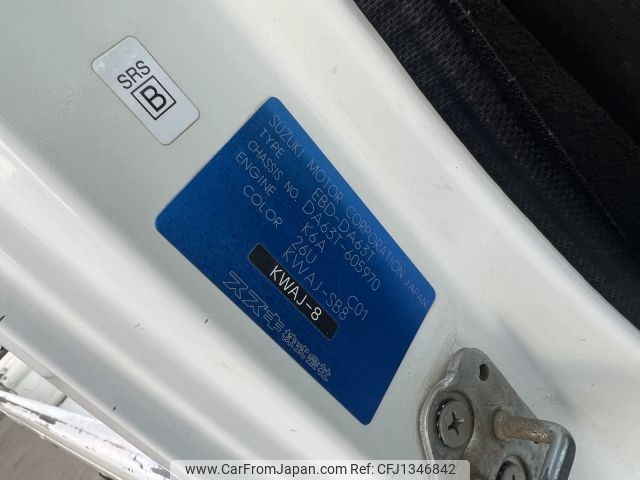 SRS
B
SUZUKI MOTOR CORPORATION JAPAN
TYPE EBD-DA63T
CHASSIS NO. DA63T-605970
ENGINE K6A
COLOR 26U C01
KWAJ-SB8
KWAJ-8
スズキ株式会社
www.CarFromJapan.com - CFJ1346842